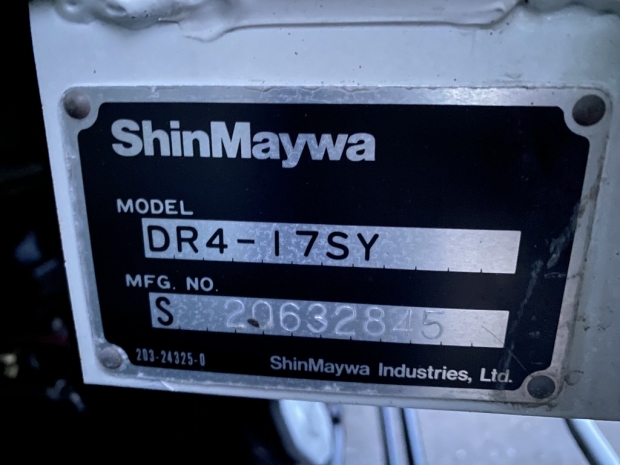 ShinMaywa
MODEL
DR4-17SY
MFG. NO.
S 20632845
203-24325-0
ShinMaywa Industries, Ltd.